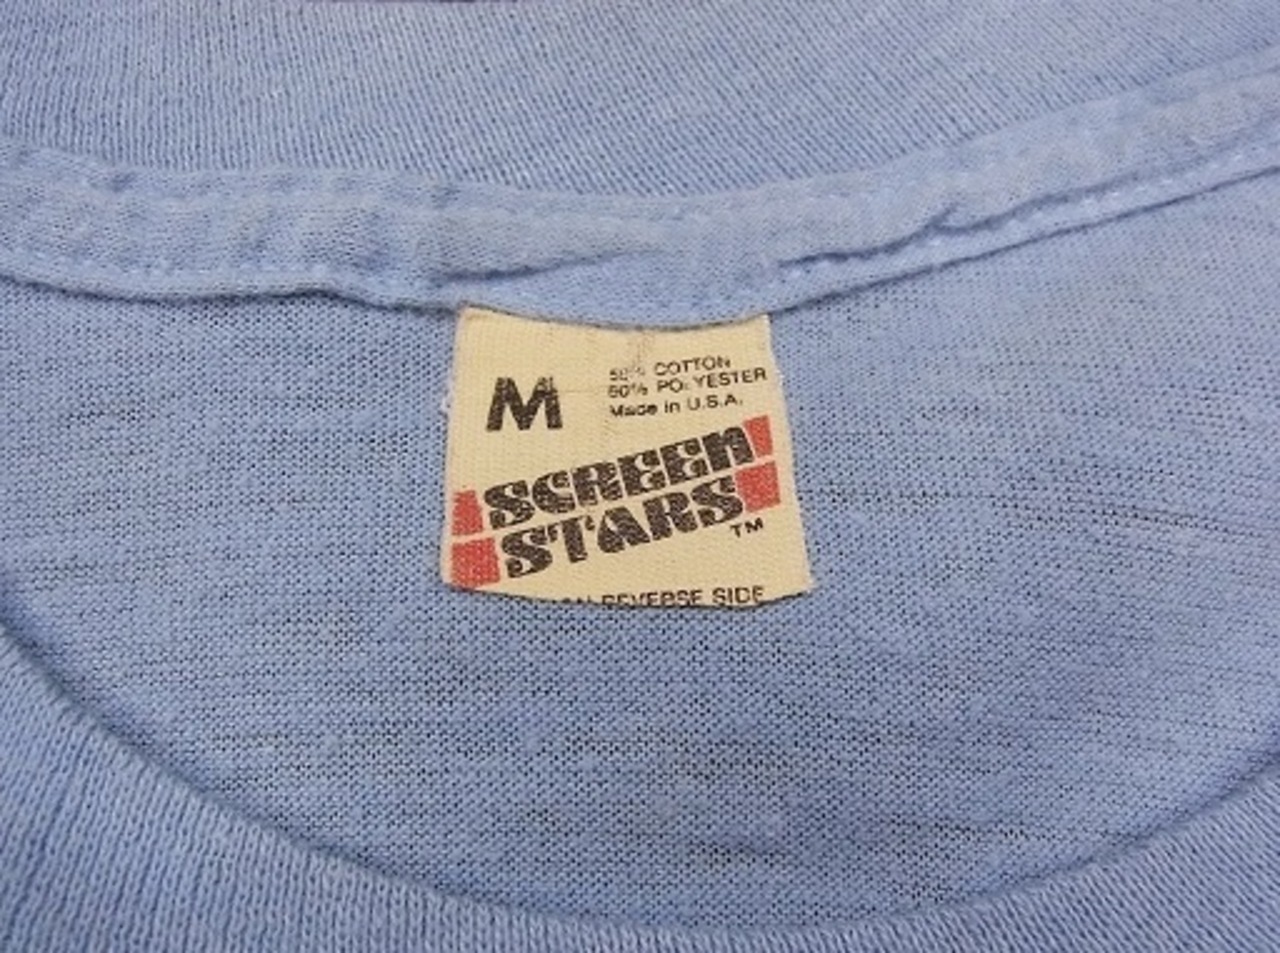 M
50% COTTON
50% POLYESTER
Made in U.S.A.
SCREEN
STARS
TM
REVERSE SIDE